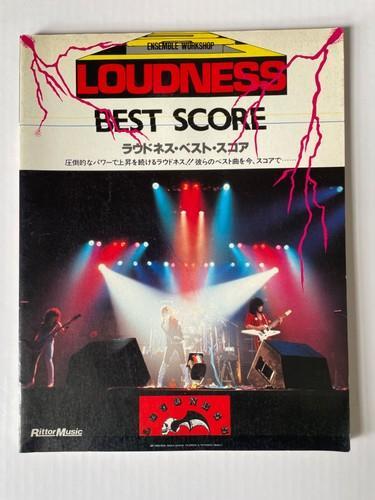 ENSEMBLE WORKSHOP
LOUDNESS
BEST SCORE
ラウドネス・ベスト・スコア
圧倒的なパワーで上昇を続けるラウドネス!!彼らのベスト曲を今、スコアで……
LOUDNESS
RittorMusic